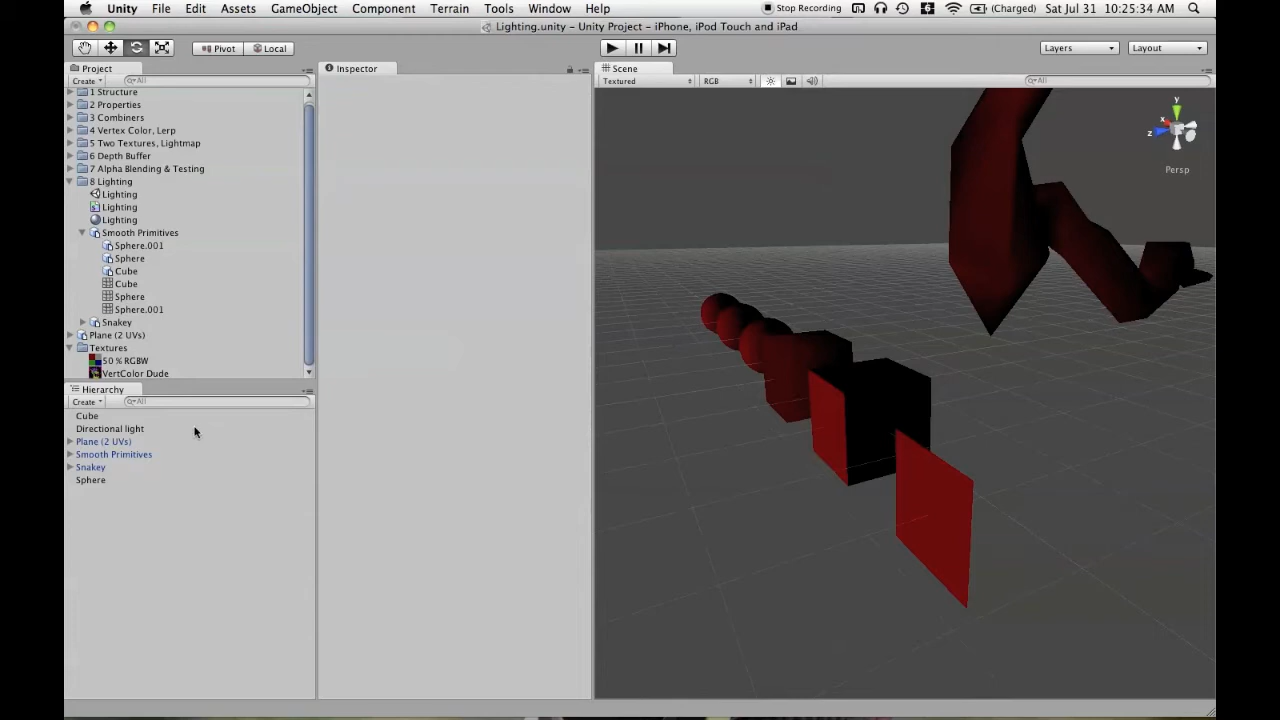 Unity File Edit Assets GameObject Component Terrain Tools Window Help Stop Recording (Charged) Sat Jul 31 10:25:34 AM
Lighting.unity – Unity Project – iPhone, iPod Touch and iPad
Pivot Local Layers Layout
Project Inspector Scene
Create All Textured RGB All
1 Structure
2 Properties
3 Combiners
4 Vertex Color, Lerp
5 Two Textures, Lightmap
6 Depth Buffer
7 Alpha Blending & Testing
8 Lighting
Lighting
Lighting
Lighting
Smooth Primitives
Sphere.001
Sphere
Cube
Cube
Sphere
Sphere.001
Snakey
Plane (2 UVs)
Textures
50 % RGBW
VertColor Dude
Hierarchy
Create All
Cube
Directional light
Plane (2 UVs)
Smooth Primitives
Snakey
Sphere
y
x
z
Persp